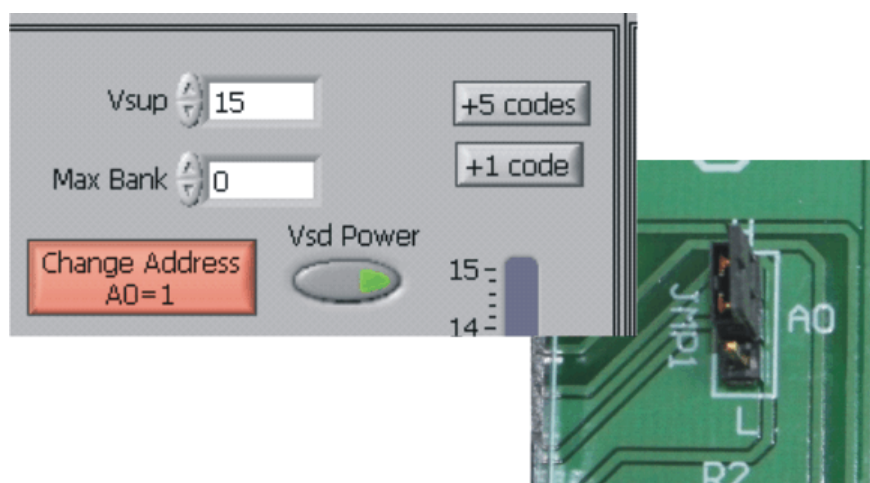 Vsup 15
+5 codes
Max Bank 0
+1 code
Change Address
A0=1
Vsd Power
15
14
H
JMP1
A0
L
R2